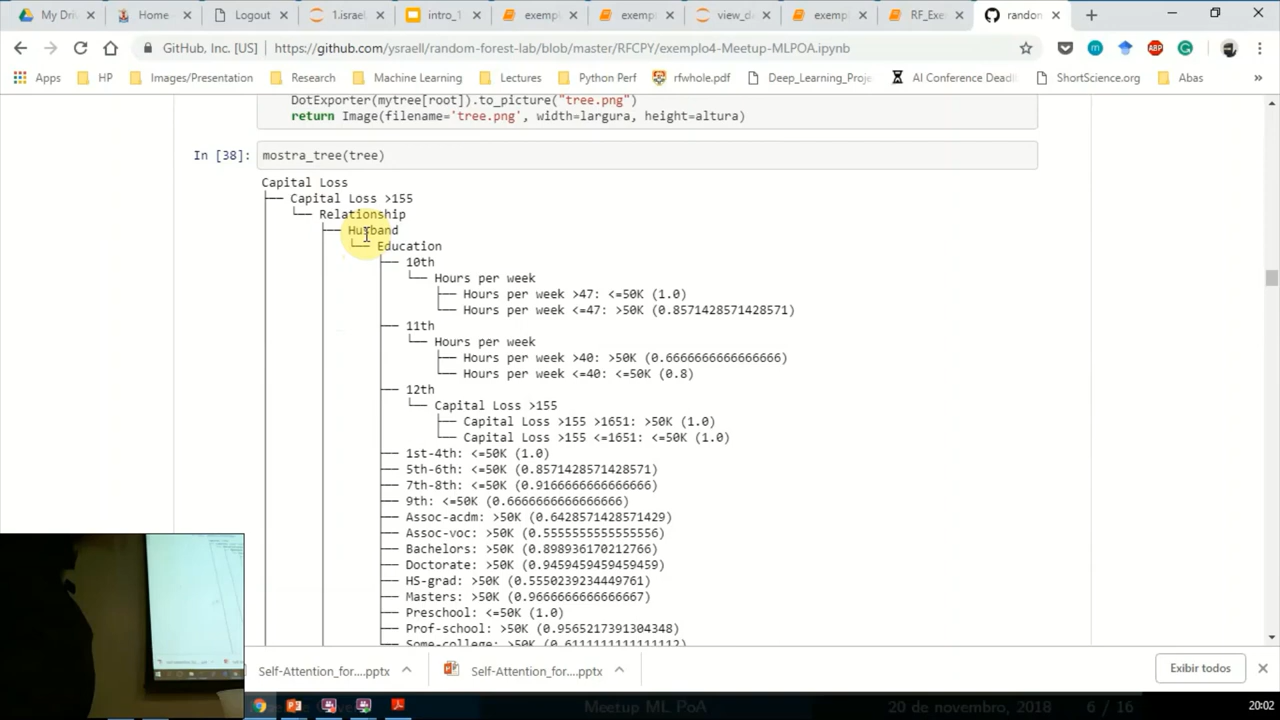 My Dri
Home
Logout
1.israel
intro_1
exempl
exempl
view_da
exempl
RF_Exe
random
GitHub, Inc. [US]
https://github.com/ysraell/random-forest-lab/blob/master/RFCPY/exemplo4-Meetup-MLPOA.ipynb
Apps
HP
Images/Presentation
Research
Machine Learning
Lectures
Python Perf
rfwhole.pdf
Deep_Learning_Proje
AI Conference Deadli
ShortScience.org
Abas
»
DotExporter(mytree[root]).to_picture("tree.png")
return Image(filename='tree.png', width=largura, height=altura)
In [38]: mostra_tree(tree)
Capital Loss
├── Capital Loss >155
└── Relationship
├── Husband
└── Education
├── 10th
└── Hours per week
├── Hours per week >47: <=50K (1.0)
└── Hours per week <=47: >50K (0.8571428571428571)
├── 11th
└── Hours per week
├── Hours per week >40: >50K (0.6666666666666666)
└── Hours per week <=40: <=50K (0.8)
├── 12th
└── Capital Loss >155
├── Capital Loss >155 >1651: >50K (1.0)
└── Capital Loss >155 <=1651: <=50K (1.0)
├── 1st-4th: <=50K (1.0)
├── 5th-6th: <=50K (0.8571428571428571)
├── 7th-8th: <=50K (0.9166666666666666)
├── 9th: <=50K (0.6666666666666666)
├── Assoc-acdm: >50K (0.6428571428571429)
├── Assoc-voc: >50K (0.5555555555555556)
├── Bachelors: >50K (0.898936170212766)
├── Doctorate: >50K (0.9459459459459459)
├── HS-grad: >50K (0.5550239234449761)
├── Masters: >50K (0.9666666666666667)
├── Preschool: <=50K (1.0)
├── Prof-school: >50K (0.9565217391304348)
├── Some-college: >50K (0.6111111111111112)
Self-Attention_for....pptx
Self-Attention_for....pptx
Exibir todos
Meetup ML PoA
20 de novembro, 2018
6 / 16
20:02